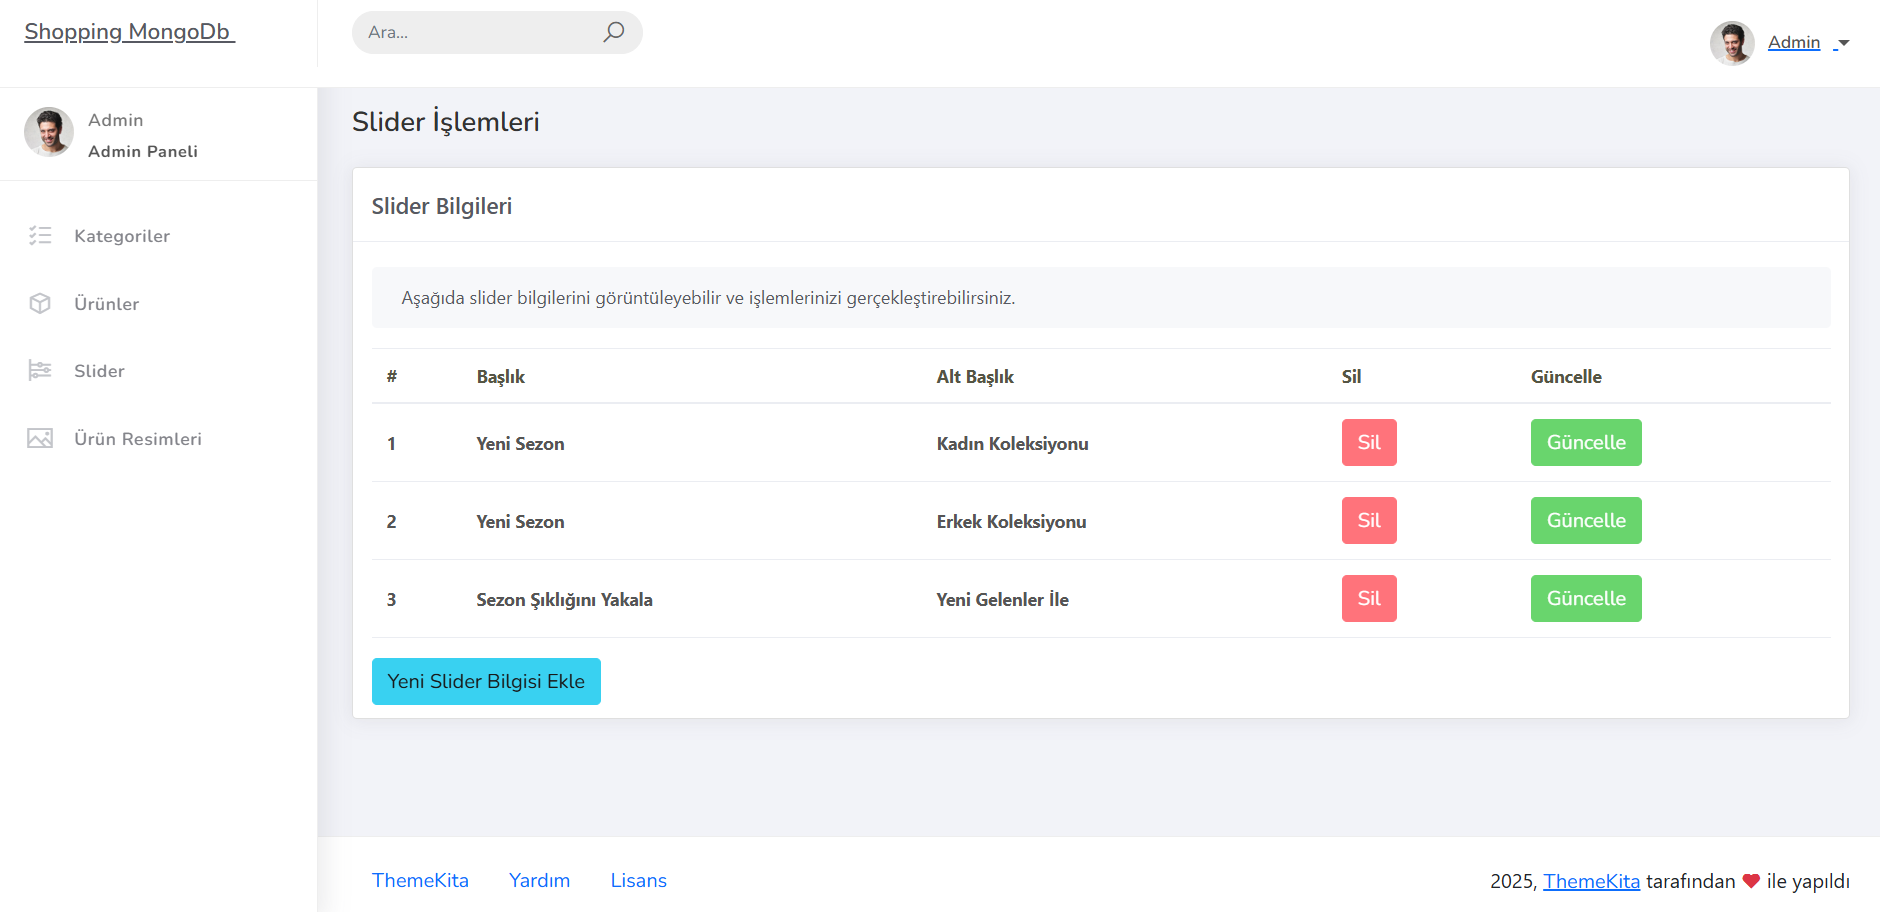 Shopping MongoDb
Ara...
Admin
Admin
Admin Paneli
Kategoriler
Ürünler
Slider
Ürün Resimleri
Slider İşlemleri
Slider Bilgileri
Aşağıda slider bilgilerini görüntüleyebilir ve işlemlerinizi gerçekleştirebilirsiniz.
# Başlık Alt Başlık Sil Güncelle
1 Yeni Sezon Kadın Koleksiyonu Sil Güncelle
2 Yeni Sezon Erkek Koleksiyonu Sil Güncelle
3 Sezon Şıklığını Yakala Yeni Gelenler İle Sil Güncelle
Yeni Slider Bilgisi Ekle
ThemeKita Yardım Lisans
2025, ThemeKita tarafından ❤ ile yapıldı